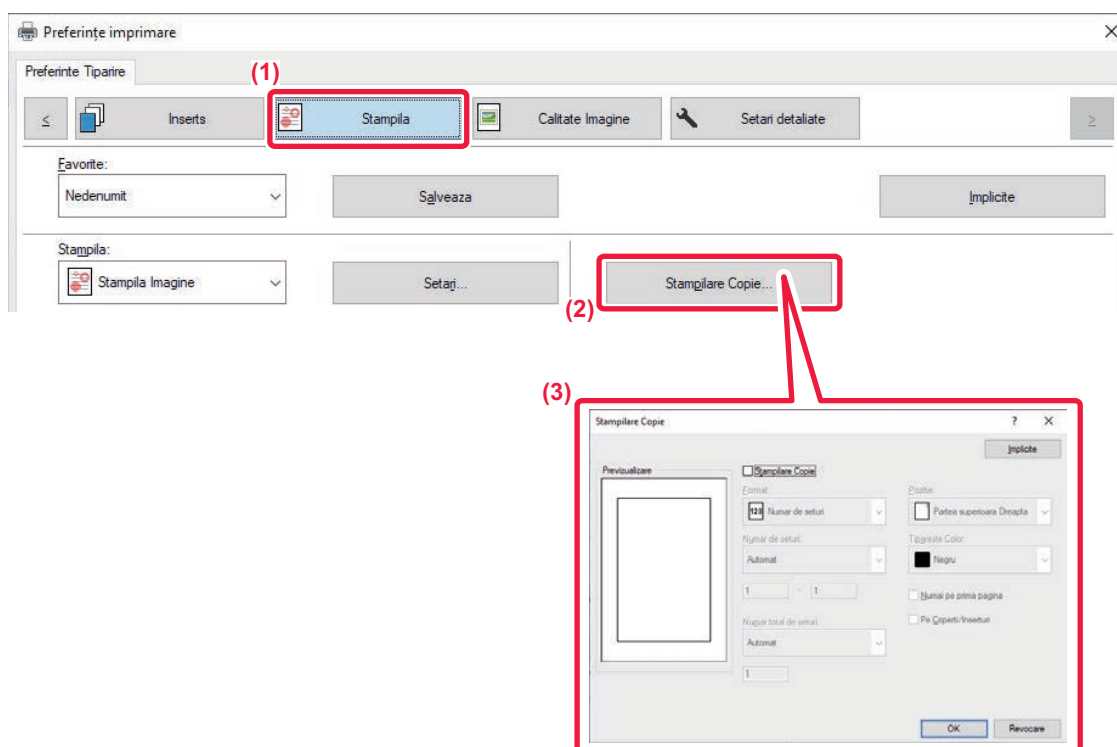 Preferințe imprimare
Preferinte Tiparire
(1)
Inserts
Stampila
Calitate Imagine
Setari detaliate
Favorite:
Nedenumit
Salveaza
Implicite
Stampila:
Stampila Imagine
Setari...
Stampilare Copie...
(2)
(3)
Stampilare Copie
Implicite
Previzualizare
Stampilare Copie
Format:
Pozitie:
123 Numar de seturi
Partea superioara Dreapta
Numar de seturi:
Tipareste Color:
Automat
Negru
1 - 1
Numai pe prima pagina
Numar total de seturi:
Pe Coperti/Inserturi
Automat
1
OK
Revocare